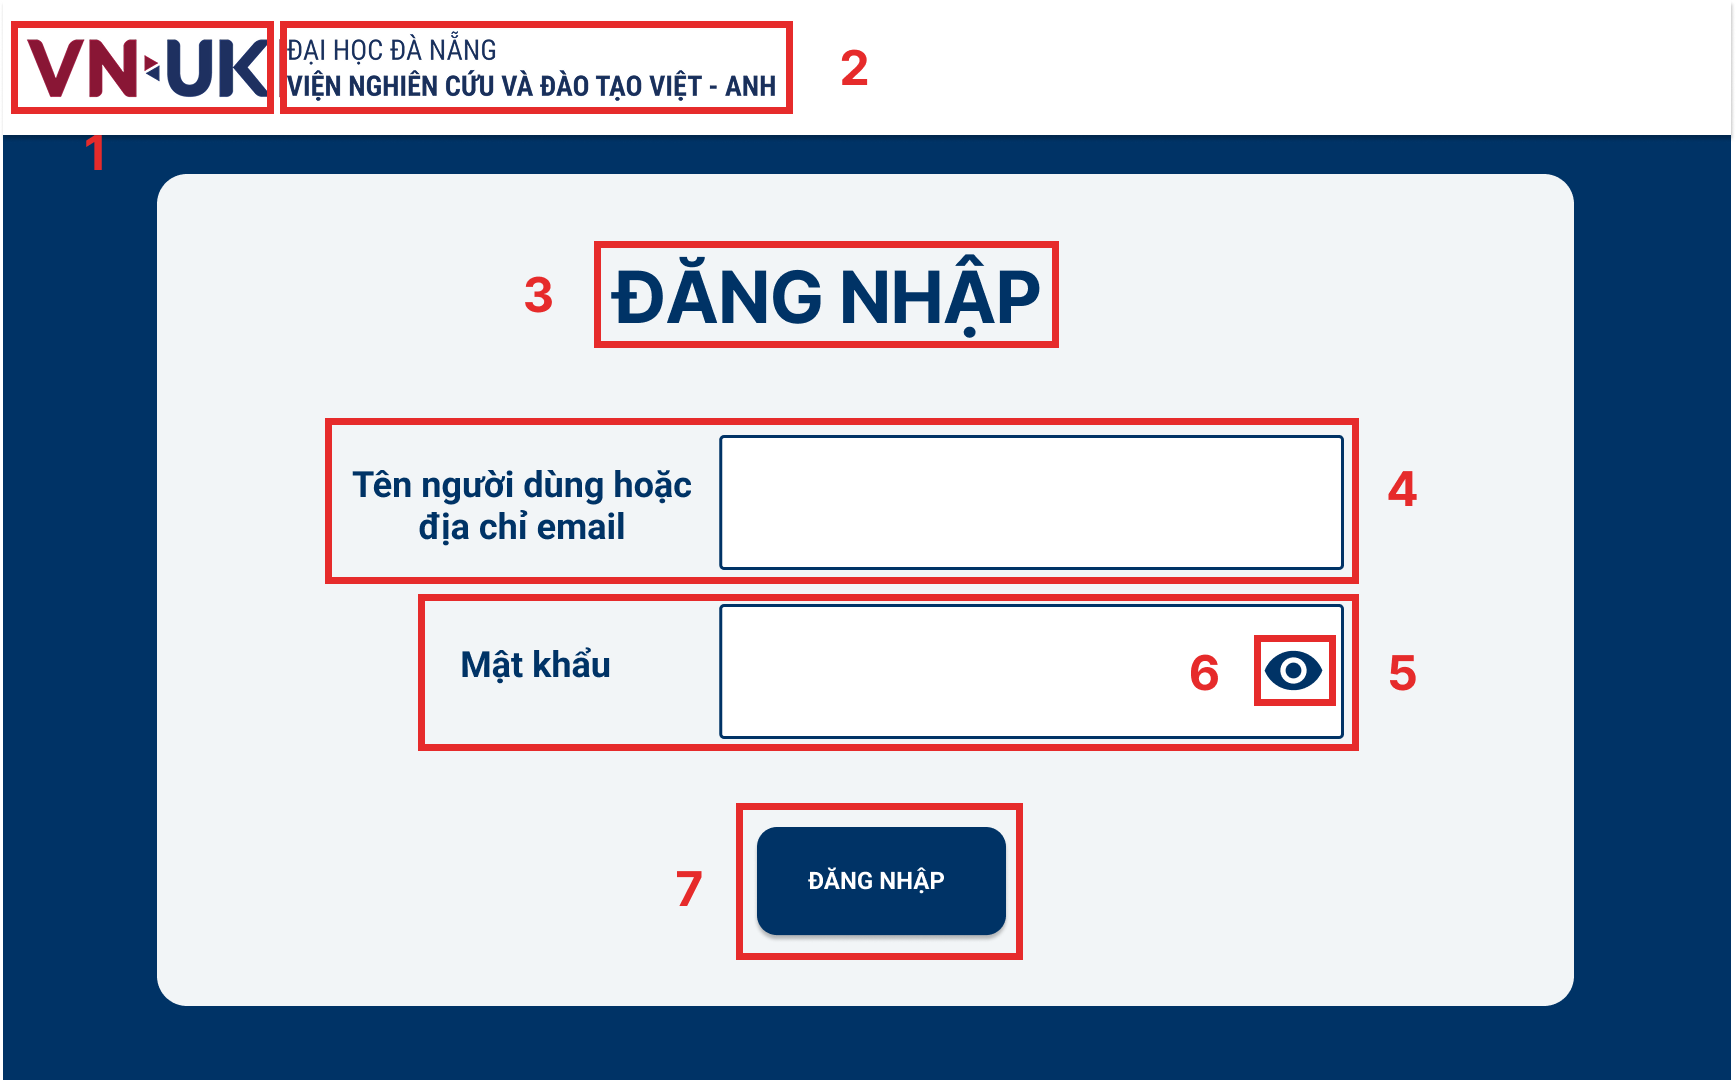 VN UK
ĐẠI HỌC ĐÀ NẴNG
VIỆN NGHIÊN CỨU VÀ ĐÀO TẠO VIỆT - ANH
2
1
3
ĐĂNG NHẬP
Tên người dùng hoặc
địa chỉ email
4
Mật khẩu
6
5
7
ĐĂNG NHẬP